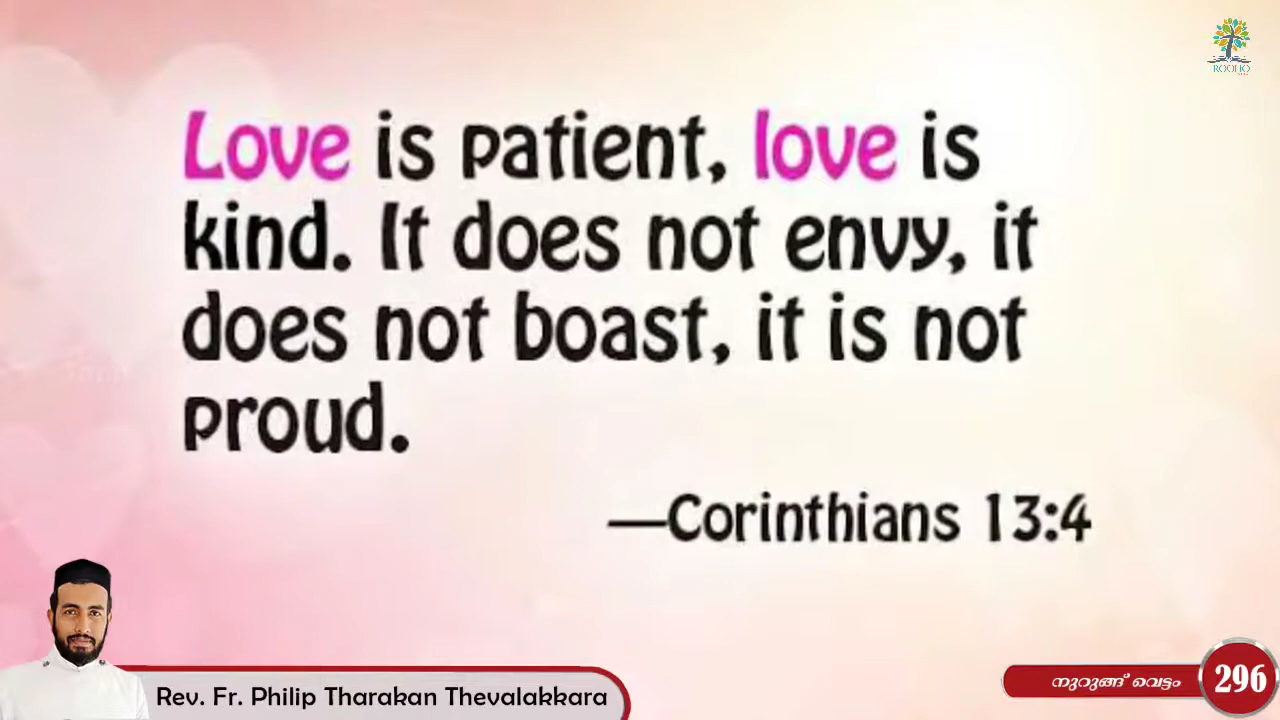 ROOHO
Love is patient, love is
kind. It does not envy, it
does not boast, it is not
proud.
—Corinthians 13:4
Rev. Fr. Philip Tharakan Thevalakkara
നുറുങ്ങ് വെട്ടം
296